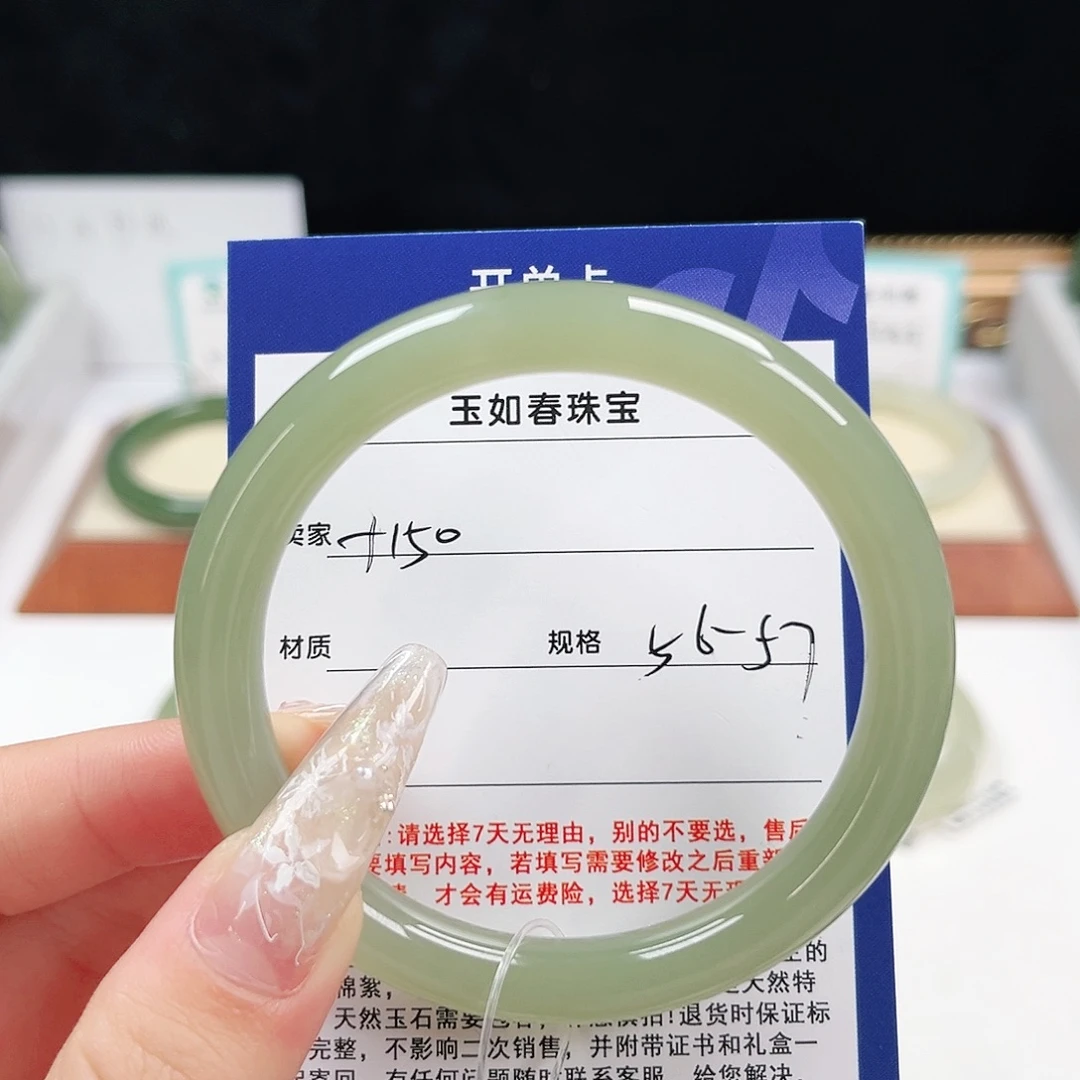 开单卡
玉如春珠宝
卖家 +150
材质 规格 56-57
:请选择7天无理由，别的不要选，售后
要填写内容，若填写需要修改之后重新
才会有运费险，选择7天无理
的
棉絮， 天然特
天然玉石需要 慎拍!退货时保证标
完整，不影响二次销售，并附带证书和礼盒一
寄回，有任何问题随时联系客服，给您解决。